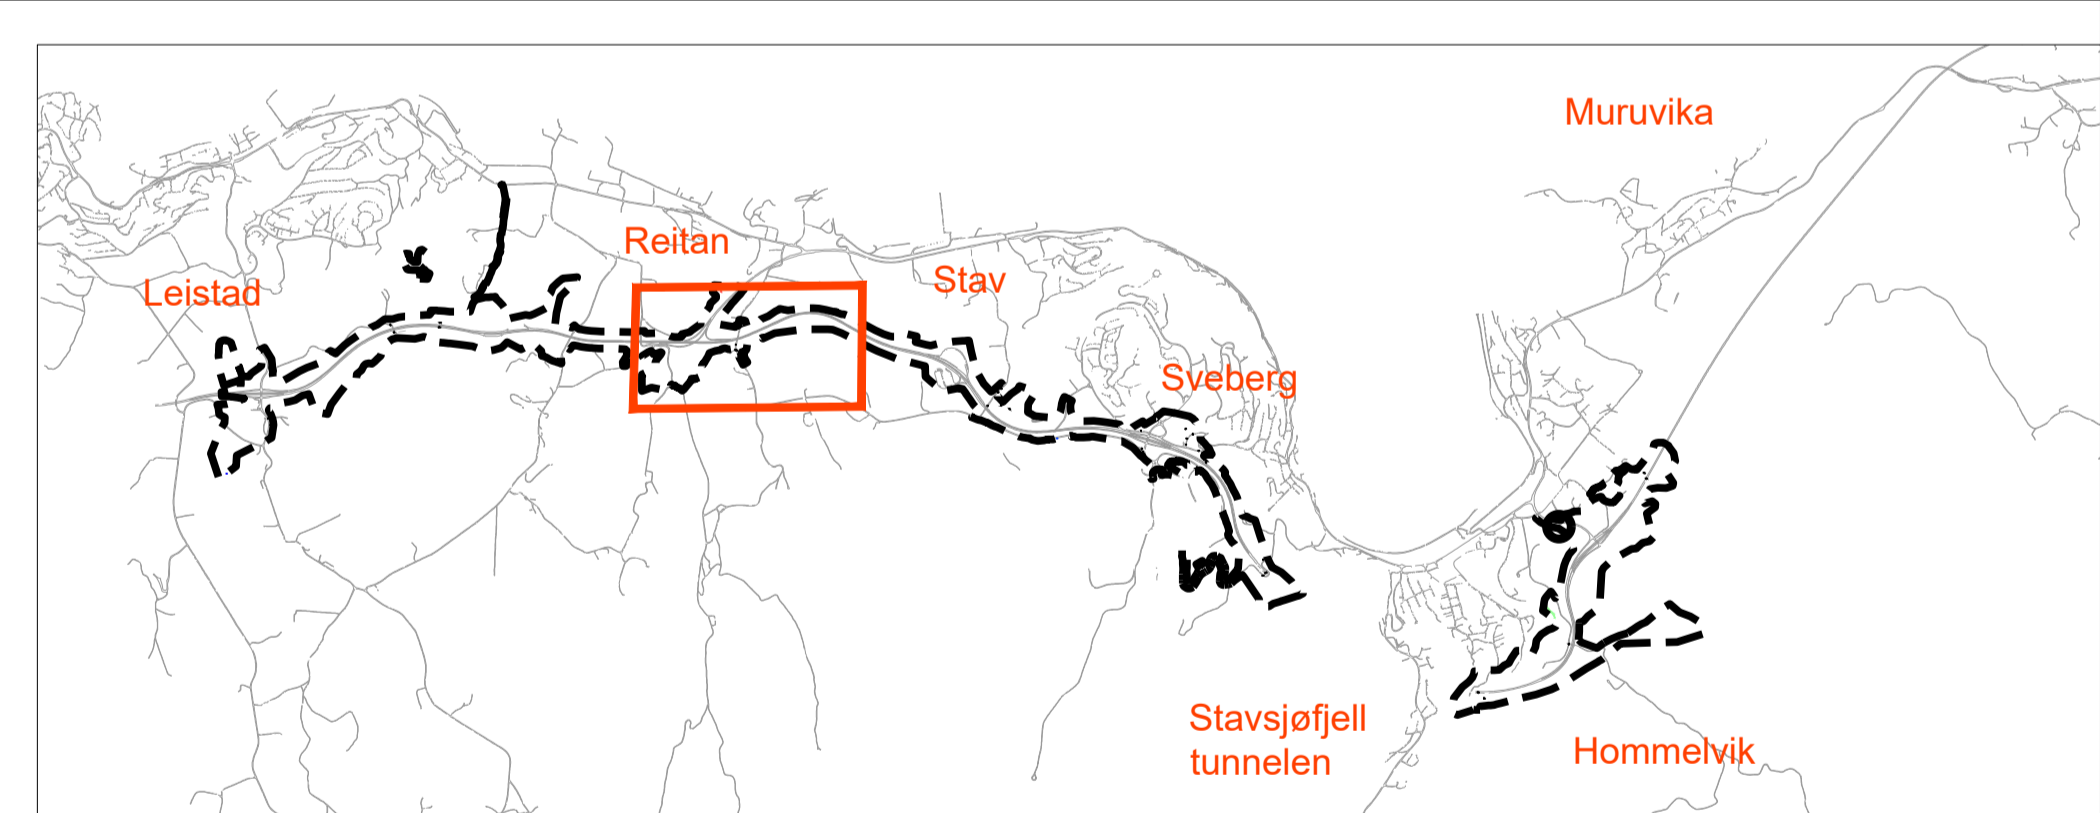 Muruvika
Reitan
Leistad
Stav
Sveberg
Stavsjøfjell
tunnelen
Hommelvik